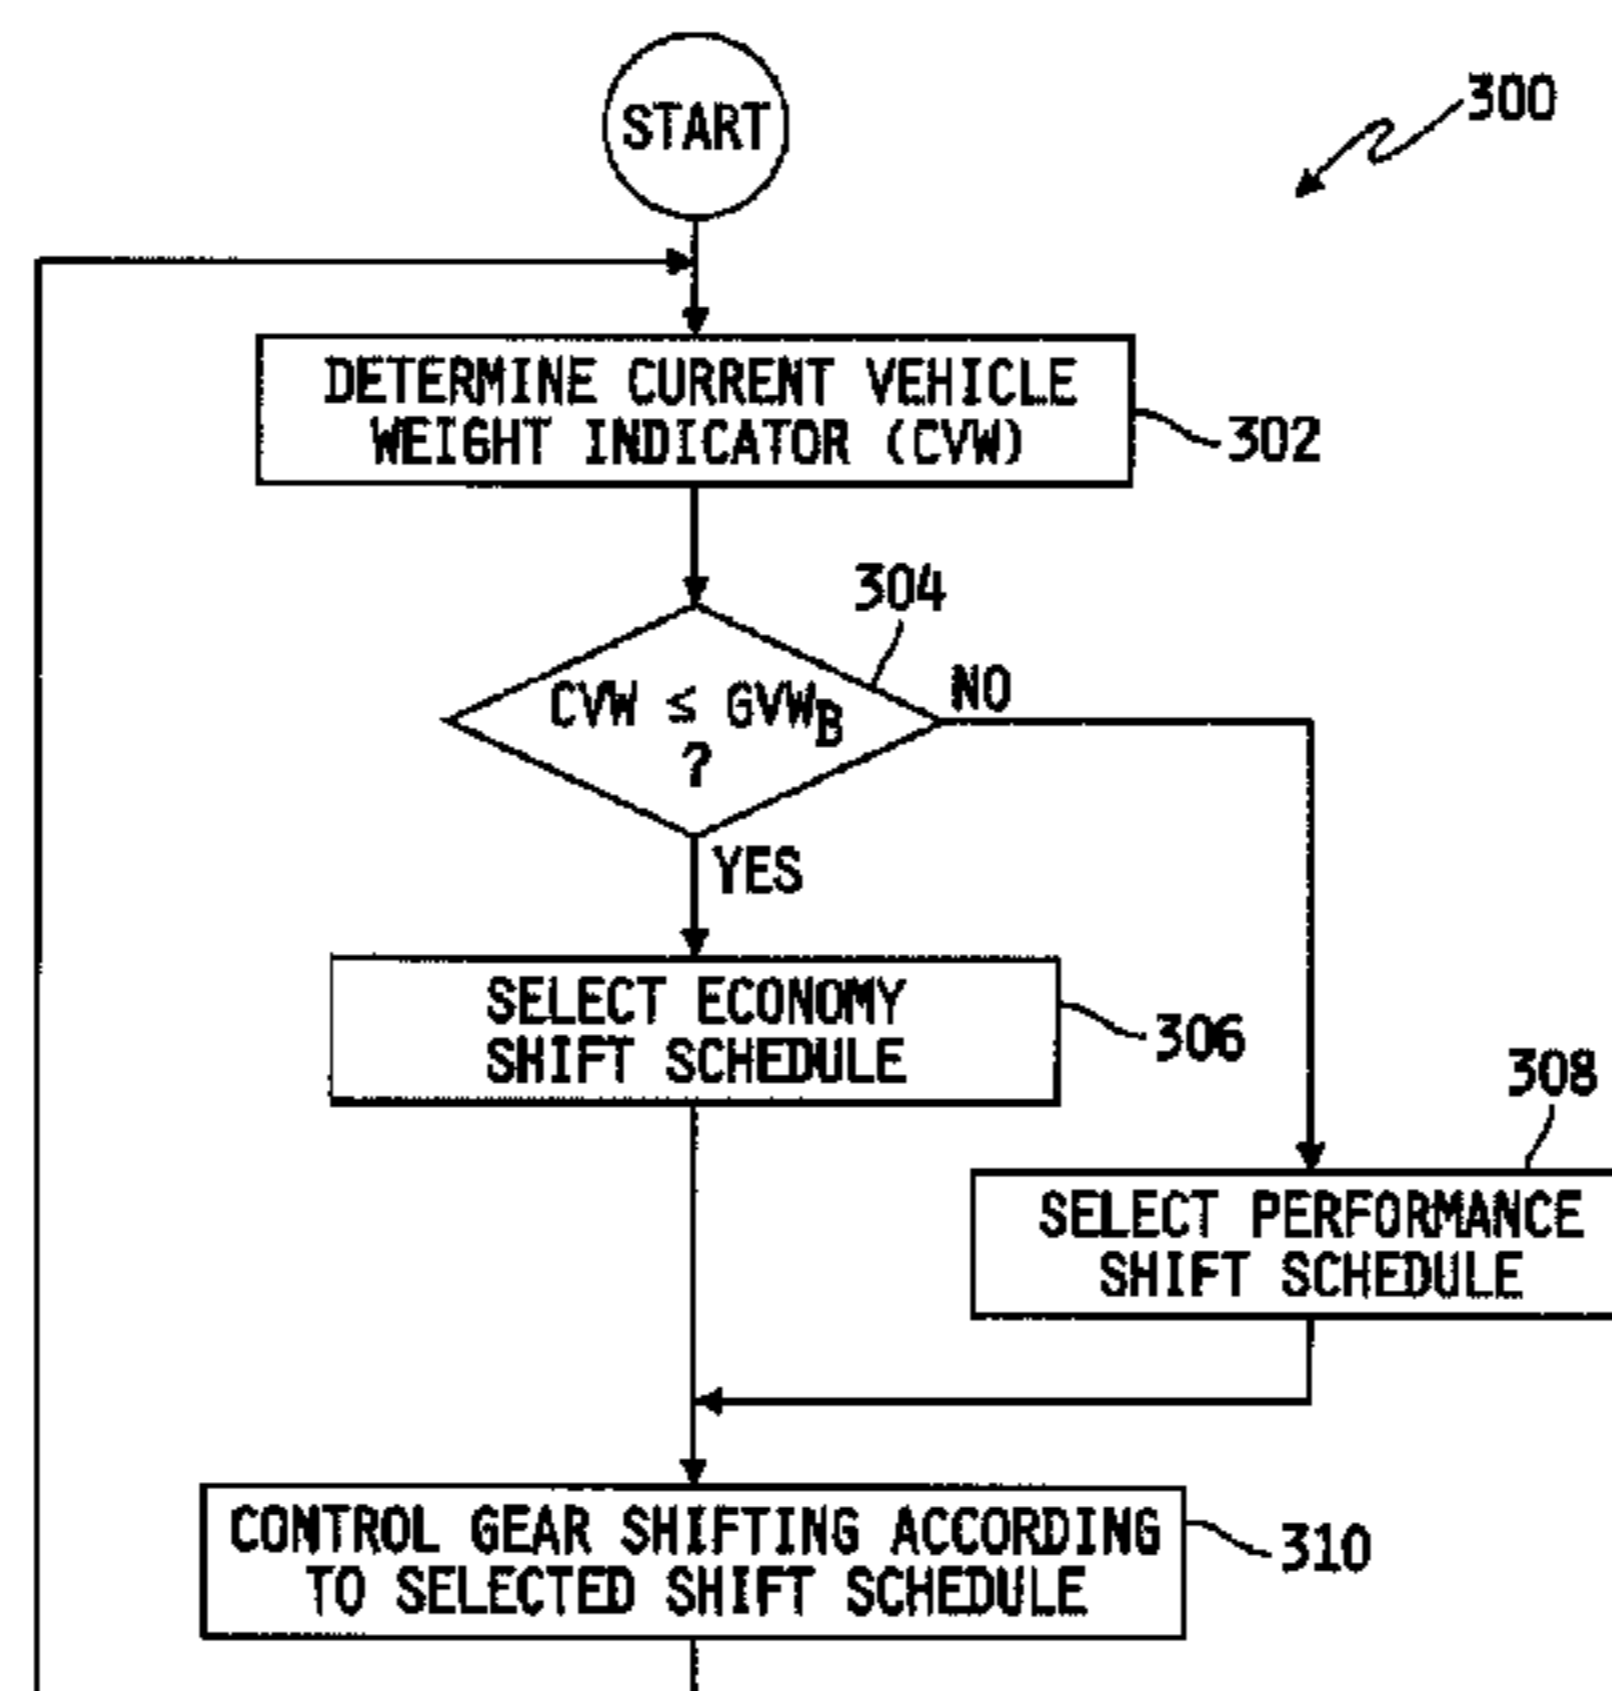 START
300
DETERMINE CURRENT VEHICLE
WEIGHT INDICATOR (CVW)
302
304
CVW ≤ GVWB
?
NO
YES
SELECT ECONOMY
SHIFT SCHEDULE
306
308
SELECT PERFORMANCE
SHIFT SCHEDULE
CONTROL GEAR SHIFTING ACCORDING
TO SELECTED SHIFT SCHEDULE
310